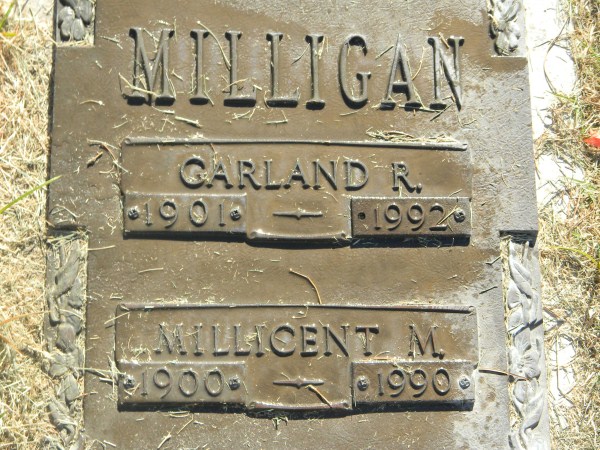 MILLIGAN
GARLAND R.
1901 – 1992
MILLICENT M.
1900 – 1990